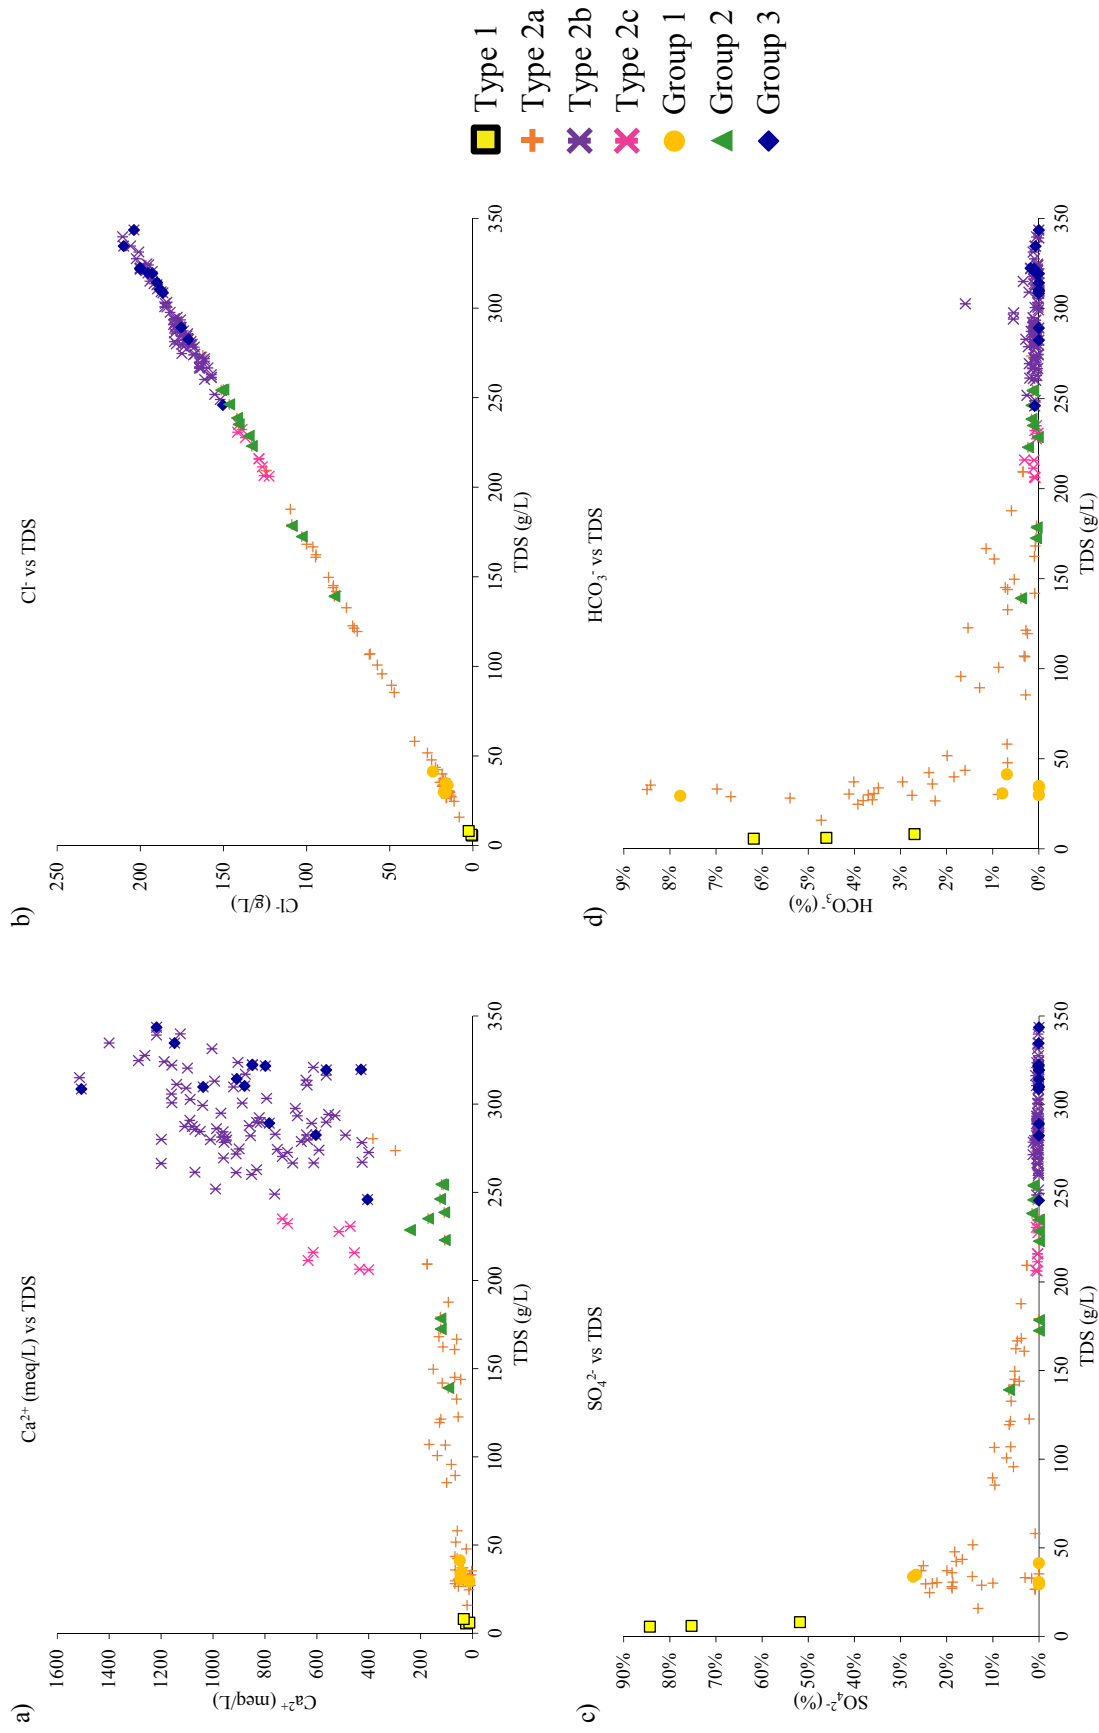 a)
Ca²⁺ (meq/L) vs TDS
Ca²⁺ (meq/L)
1600
1400
1200
1000
800
600
400
200
0
0
50
100
150
200
250
300
350
TDS (g/L)
b)
Cl⁻ vs TDS
Cl⁻ (g/L)
250
200
150
100
50
0
0
50
100
150
200
250
300
350
TDS (g/L)
c)
SO₄²⁻ vs TDS
SO₄²⁻ (%)
90%
80%
70%
60%
50%
40%
30%
20%
10%
0%
0
50
100
150
200
250
300
350
TDS (g/L)
d)
HCO₃⁻ vs TDS
HCO₃⁻ (%)
9%
8%
7%
6%
5%
4%
3%
2%
1%
0%
0
50
100
150
200
250
300
350
TDS (g/L)
Type 1
Type 2a
Type 2b
Type 2c
Group 1
Group 2
Group 3